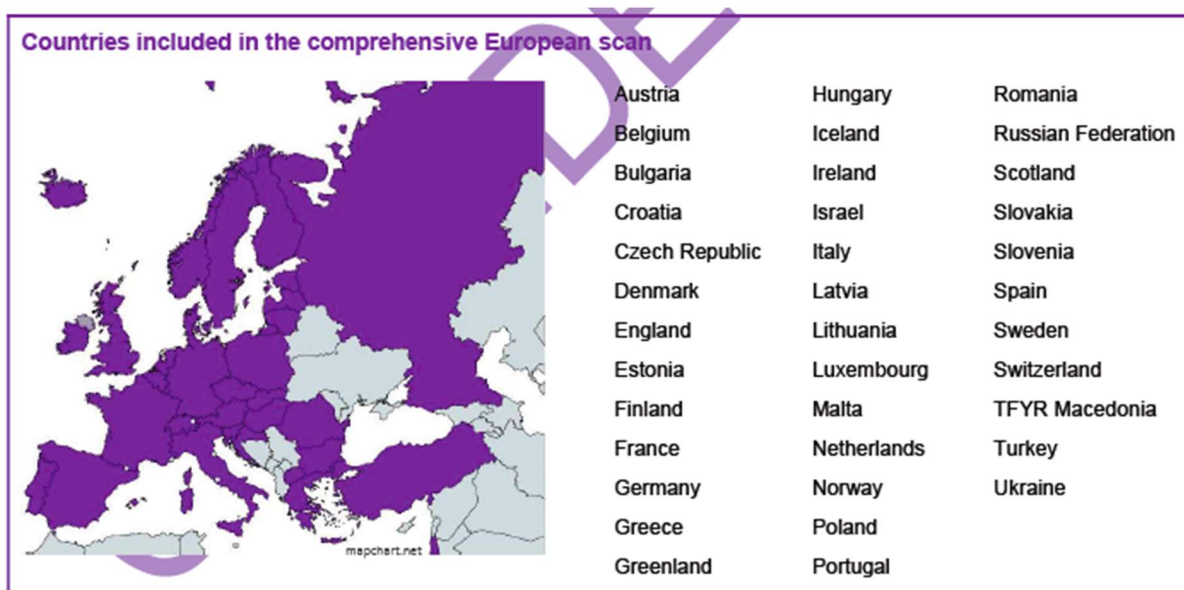 Countries included in the comprehensive European scan
Austria
Belgium
Bulgaria
Croatia
Czech Republic
Denmark
England
Estonia
Finland
France
Germany
Greece
Greenland
Hungary
Iceland
Ireland
Israel
Italy
Latvia
Lithuania
Luxembourg
Malta
Netherlands
Norway
Poland
Portugal
Romania
Russian Federation
Scotland
Slovakia
Slovenia
Spain
Sweden
Switzerland
TFYR Macedonia
Turkey
Ukraine
mapchart.net